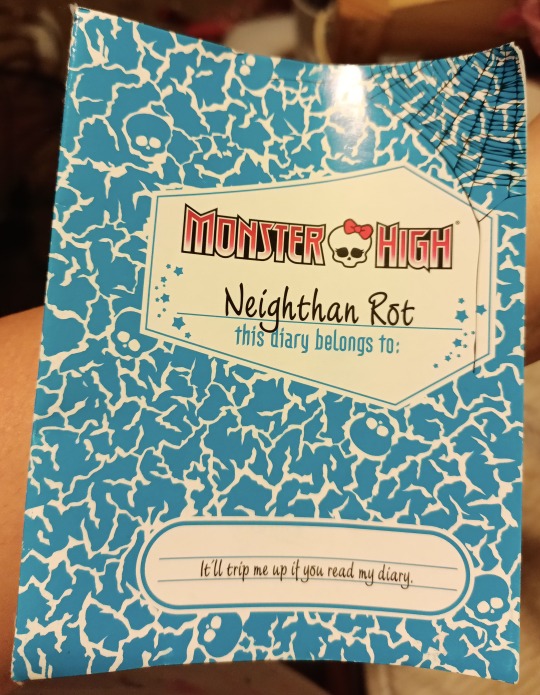 MONSTER HIGH
Neighthan Rot
this diary belongs to:
It'll trip me up if you read my diary.